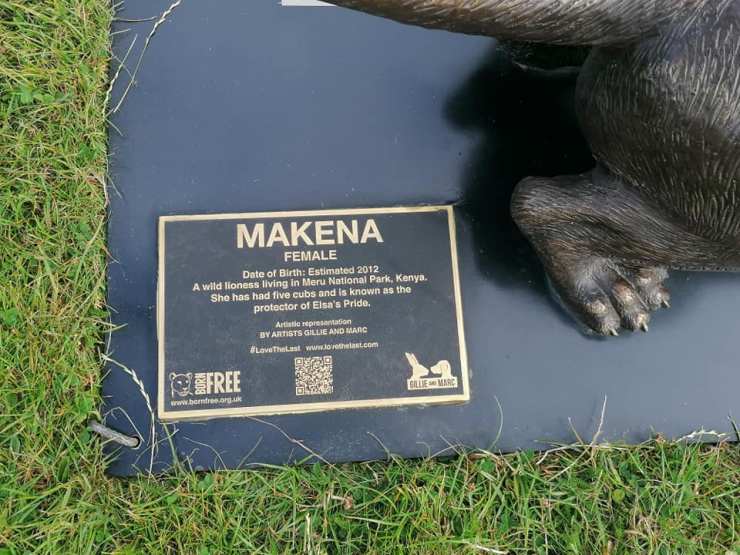 MAKENA
FEMALE
Date of Birth: Estimated 2012
A wild lioness living in Meru National Park, Kenya.
She has had five cubs and is known as the
protector of Elsa's Pride.
Artistic representation
BY ARTISTS GILLIE AND MARC
#LoveTheLast www.lovethelast.com
BORN FREE
www.bornfree.org.uk
GILLIE AND MARC